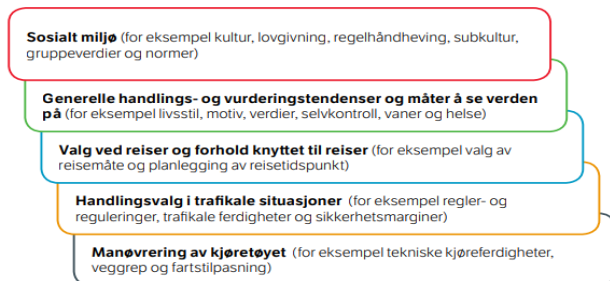 Sosialt miljø (for eksempel kultur, lovgivning, regelhåndheving, subkultur,
gruppeverdier og normer)
Generelle handlings- og vurderingstendenser og måter å se verden
på (for eksempel livsstil, motiv, verdier, selvkontroll, vaner og helse)
Valg ved reiser og forhold knyttet til reiser (for eksempel valg av
reisemåte og planlegging av reisetidspunkt)
Handlingsvalg i trafikale situasjoner (for eksempel regler- og
reguleringer, trafikale ferdigheter og sikkerhetsmarginer)
Manøvrering av kjøretøyet (for eksempel tekniske kjøreferdigheter,
veggrep og fartstilpasning)